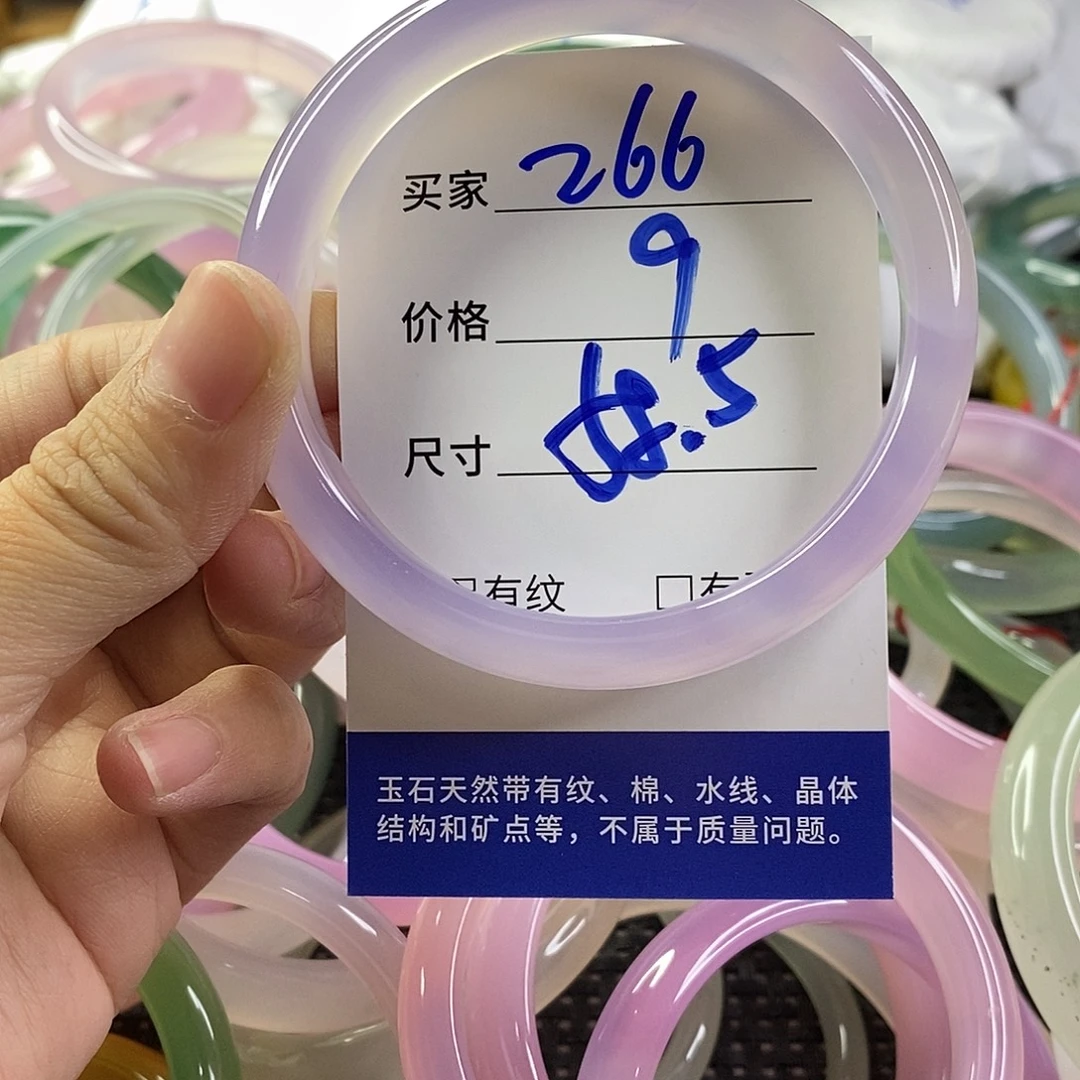 买家 266
价格 9
尺寸 .5
有纹 □有
玉石天然带有纹、棉、水线、晶体
结构和矿点等，不属于质量问题。